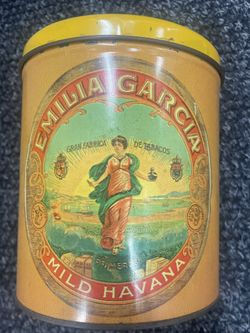 EMILIA GARCIA
GRAN FABRICA DE TABACOS
MILD HAVANA